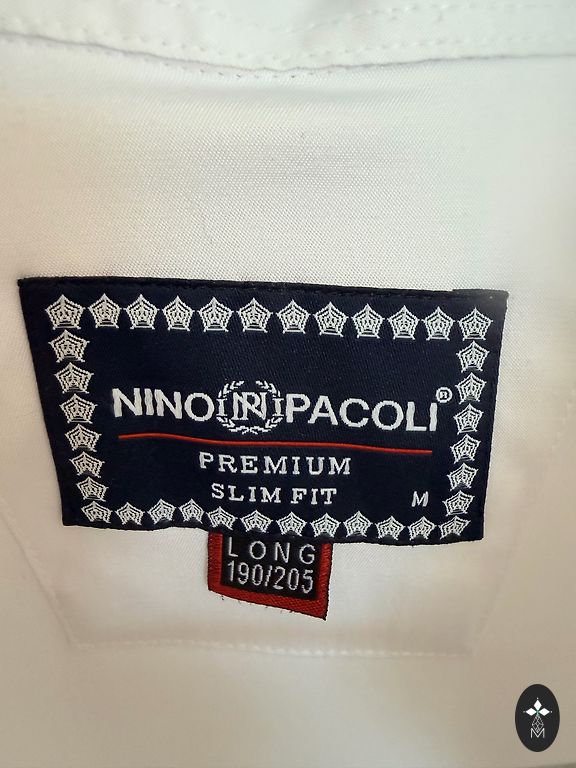 NINO NP PACOLI®
PREMIUM
SLIM FIT M
LONG
190/205
M